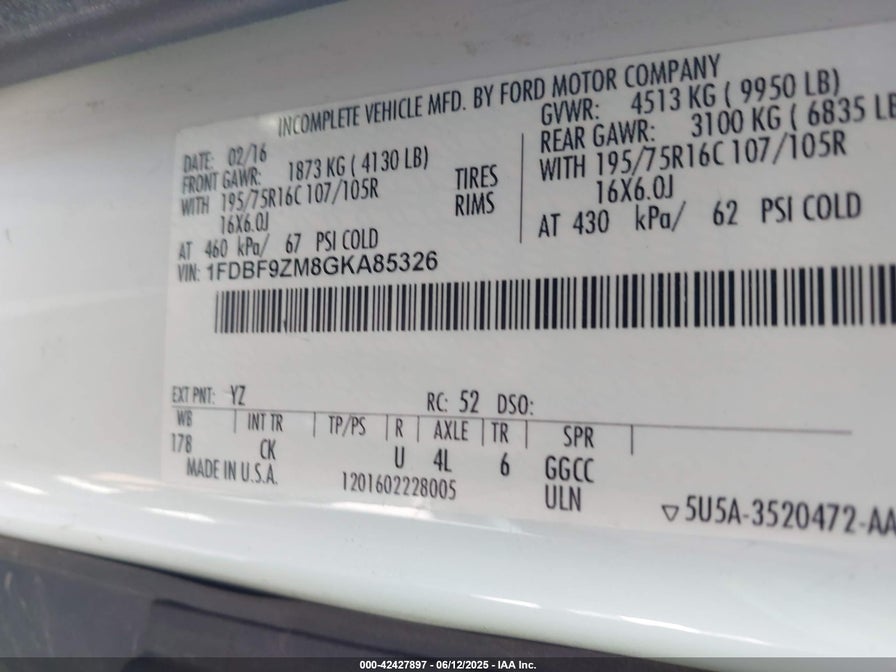 INCOMPLETE VEHICLE MFD. BY FORD MOTOR COMPANY
DATE: 02/16
FRONT GAWR: 1873 KG ( 4130 LB)
WITH 195/75R16C 107/105R
16X6.0J
AT 460 kPa/ 67 PSI COLD
TIRES
RIMS
GVWR: 4513 KG ( 9950 LB)
REAR GAWR: 3100 KG ( 6835 LB
WITH 195/75R16C 107/105R
16X6.0J
AT 430 kPa/ 62 PSI COLD
VIN: 1FDBF9ZM8GKA85326
EXT PNT: YZ RC: 52 DSO:
WB INT TR TP/PS R AXLE TR SPR
178 CK U 4L 6 GGCC
MADE IN U.S.A. 1201602228005 ULN
5U5A-3520472-AA
000-42427897 - 06/12/2025 - IAA Inc.